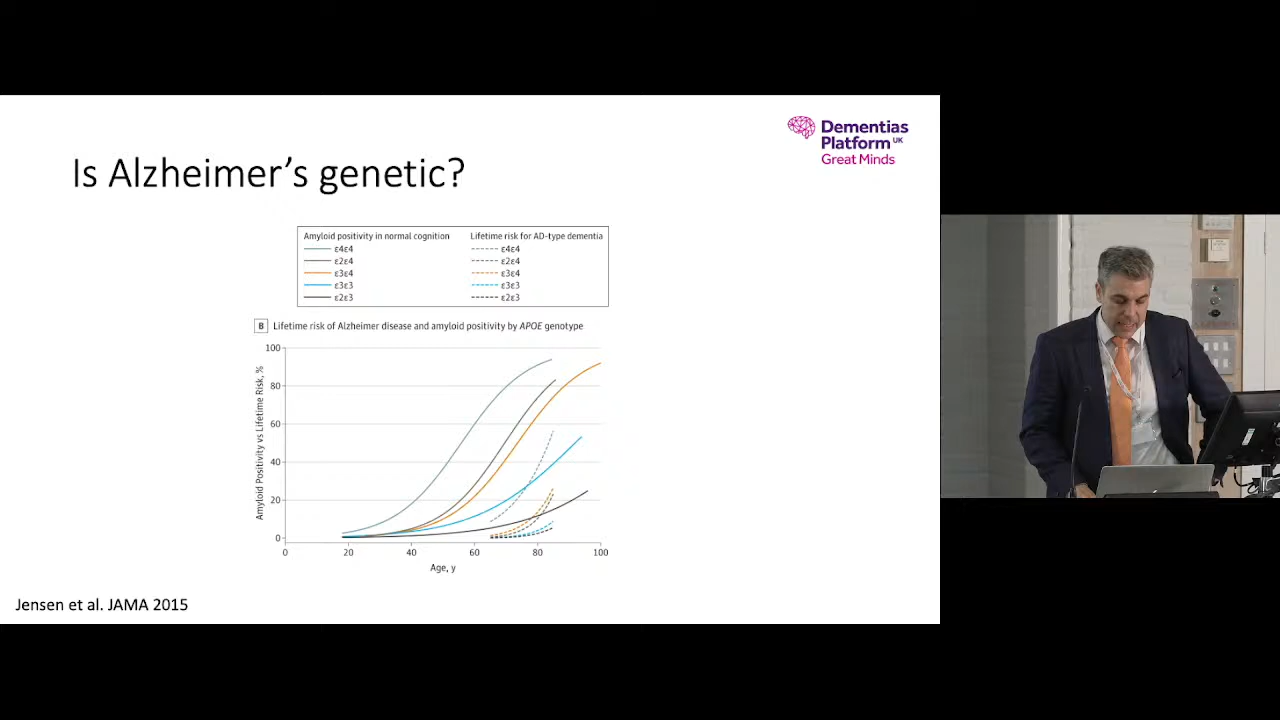 Dementias
Platform UK
Great Minds
Is Alzheimer's genetic?
Amyloid positivity in normal cognition
ε4ε4
ε2ε4
ε3ε4
ε3ε3
ε2ε3
Lifetime risk for AD-type dementia
ε4ε4
ε2ε4
ε3ε4
ε3ε3
ε2ε3
B Lifetime risk of Alzheimer disease and amyloid positivity by APOE genotype
Amyloid Positivity vs Lifetime Risk, %
100
80
60
40
20
0
0 20 40 60 80 100
Age, y
Jensen et al. JAMA 2015